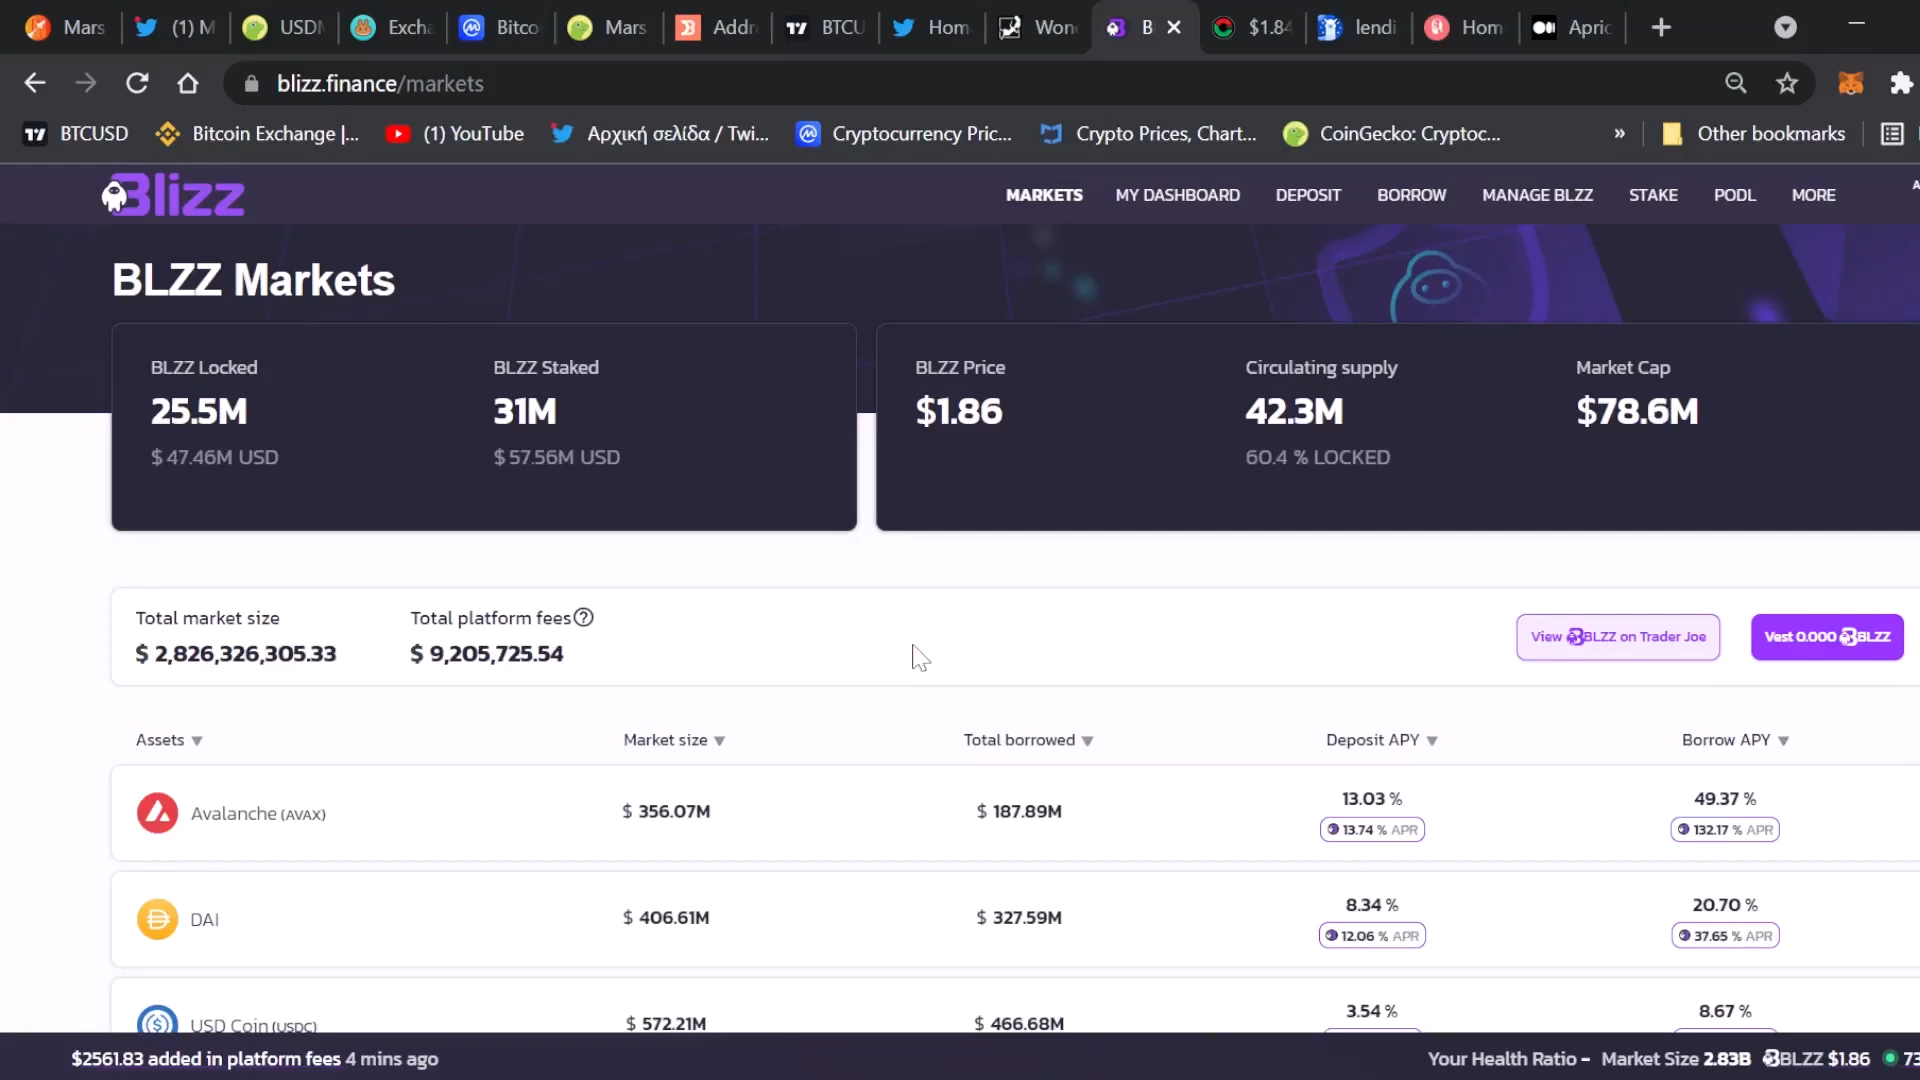 Mars (1) M USDM Excha Bitco Mars Addr BTCU Hom Won B $1.84 lendi Hom Apric
blizz.finance/markets
BTCUSD Bitcoin Exchange |... (1) YouTube Αρχική σελίδα / Twi... Cryptocurrency Pric... Crypto Prices, Chart... CoinGecko: Cryptoc... » Other bookmarks
Blizz MARKETS MY DASHBOARD DEPOSIT BORROW MANAGE BLZZ STAKE PODL MORE
BLZZ Markets
BLZZ Locked BLZZ Staked BLZZ Price Circulating supply Market Cap
25.5M 31M $1.86 42.3M $78.6M
$ 47.46M USD $ 57.56M USD 60.4 % LOCKED
Total market size Total platform fees ?
$ 2,826,326,305.33 $ 9,205,725.54 View BLZZ on Trader Joe Vest 0.000 BLZZ
Assets Market size Total borrowed Deposit APY Borrow APY
Avalanche (AVAX) $ 356.07M $ 187.89M 13.03 % 49.37 %
13.74 % APR 132.17 % APR
DAI $ 406.61M $ 327.59M 8.34 % 20.70 %
12.06 % APR 37.65 % APR
USD Coin (USDC) $ 572.21M $ 466.68M 3.54 % 8.67 %
$2561.83 added in platform fees 4 mins ago Your Health Ratio - Market Size 2.83B BLZZ $1.86 73